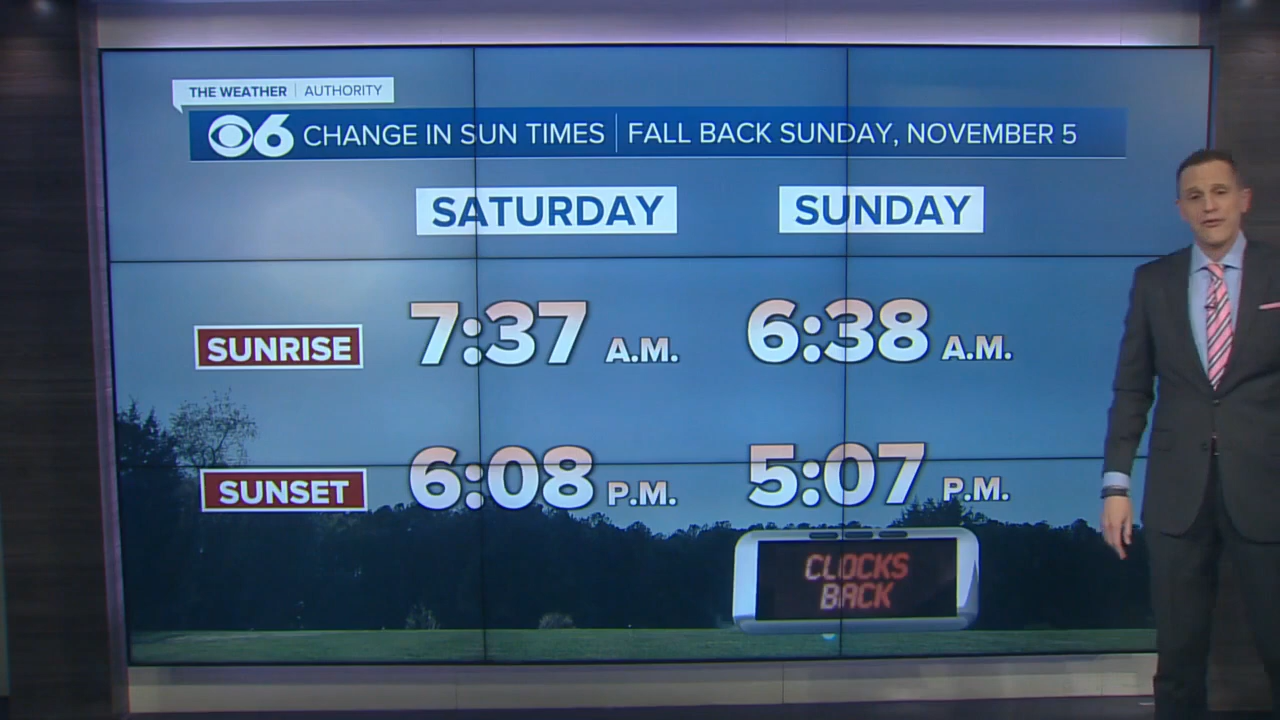 THE WEATHER | AUTHORITY
6 CHANGE IN SUN TIMES | FALL BACK SUNDAY, NOVEMBER 5
SATURDAY SUNDAY
SUNRISE 7:37 A.M. 6:38 A.M.
SUNSET 6:08 P.M. 5:07 P.M.
CLOCKS
BACK